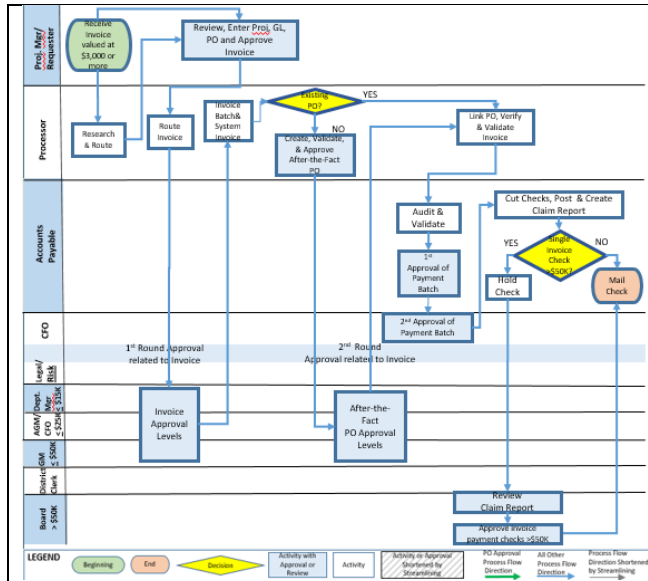 Proj. Mgr/
Requester
Receive
Invoice
valued at
$3,000 or
more
Review, Enter Proj, GL,
PO and Approve
Invoice
Processor
Research
& Route
Route
Invoice
Invoice
Batch&
System
Invoice
Existing
PO?
YES
NO
Create, Validate,
& Approve
After-the-Fact
PO
Link PO, Verify
& Validate
Invoice
Accounts
Payable
Audit &
Validate
1st
Approval of
Payment
Batch
Cut Checks, Post & Create
Claim Report
YES
Single
Invoice
Check
>$50K?
NO
Hold
Check
Mail
Check
CFO
2nd Approval of
Payment Batch
1st Round Approval
related to Invoice
2nd Round
Approval related to Invoice
Legal/
Risk
Dept.
Mgr
≤ $15K
AGM/
CFO
≤ $25K
GM
≤ $50K
Invoice
Approval
Levels
After-the-
Fact
PO Approval
Levels
District
Clerk
Board
> $50K
Review
Claim Report
Approve Invoice
payment checks >$50K
LEGEND
Beginning
End
Decision
Activity with
Approval or
Review
Activity
Activity or Approval
Shortened by
Streamlining
PO Approval
Process Flow
Direction
All Other
Process Flow
Direction
Process Flow
Direction Shortened
by Streamlining